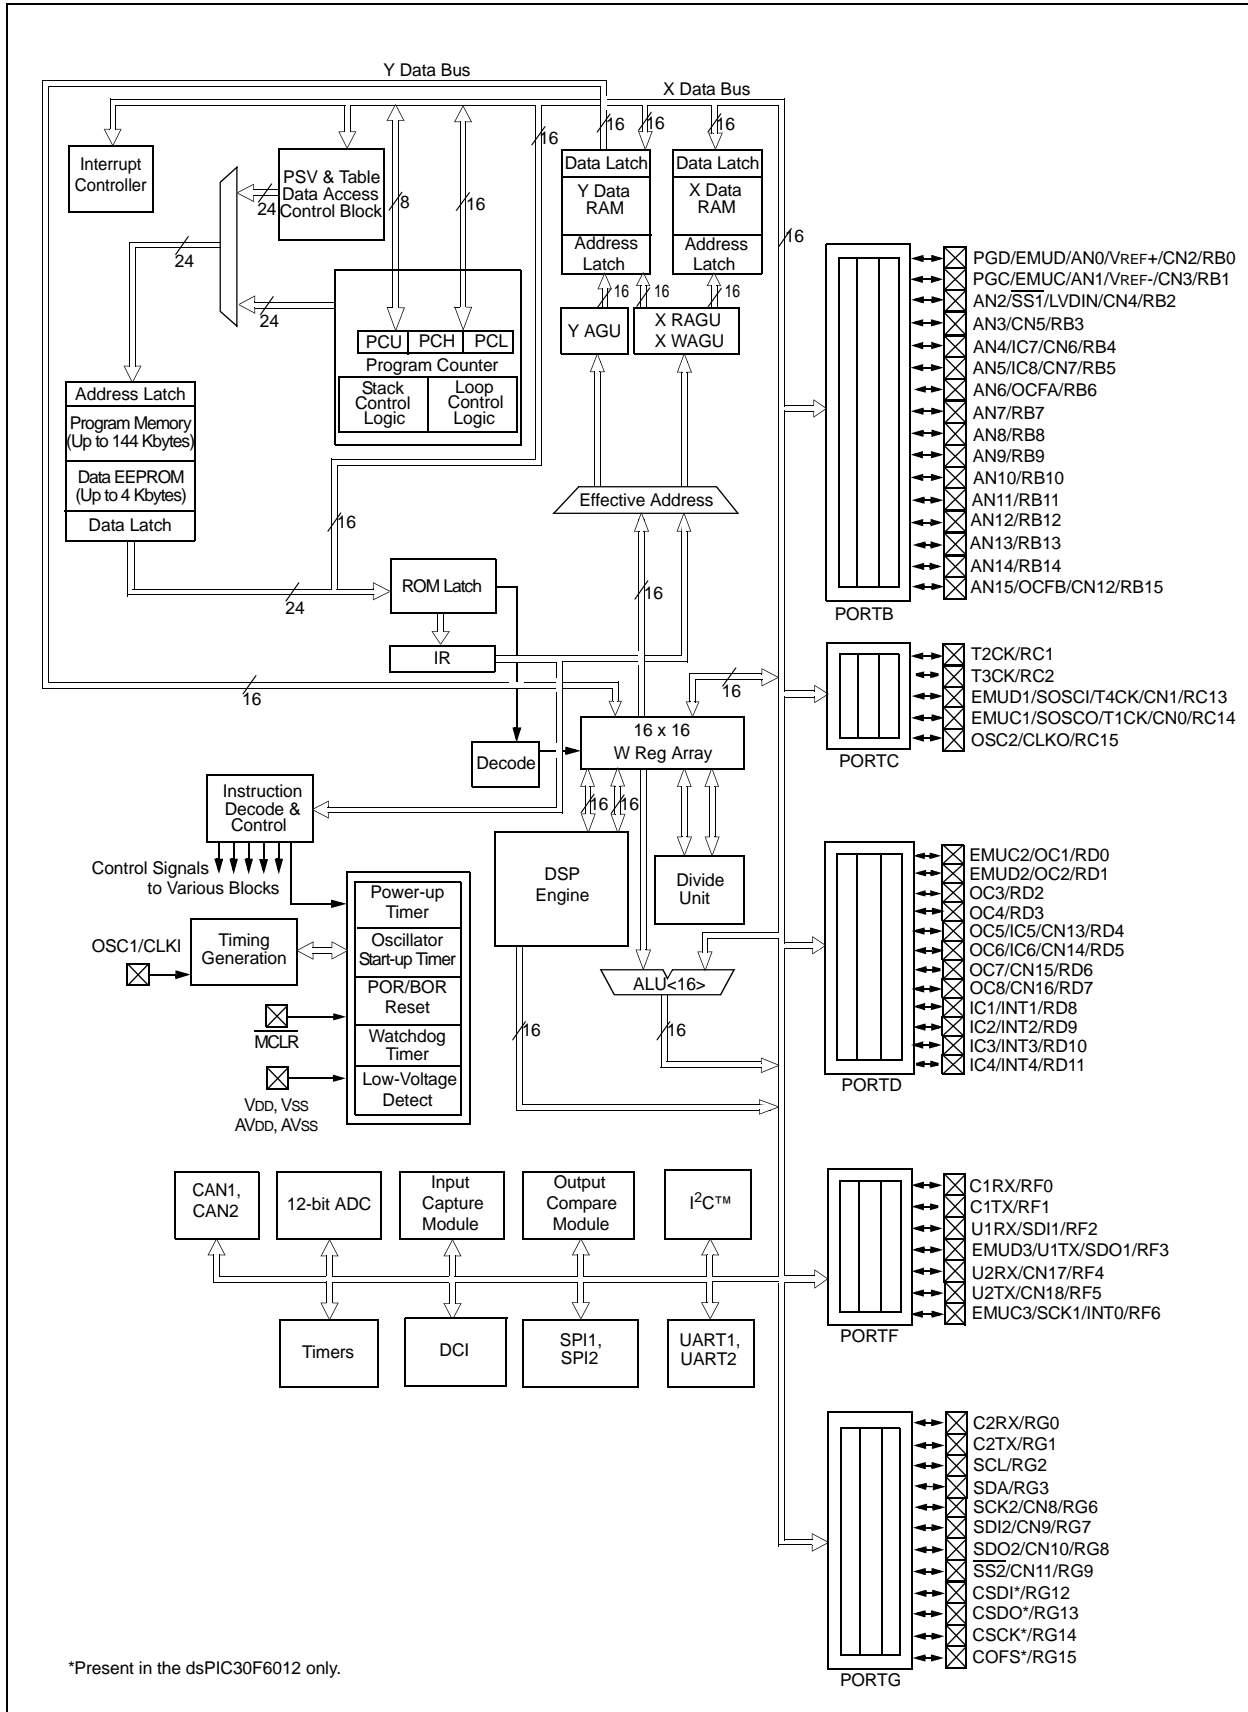 Y Data Bus
X Data Bus
Interrupt
Controller
PSV & Table
Data Access
Control Block
24
8
16
16
16
16
16
24
24
Data Latch
Y Data
RAM
Address
Latch
Data Latch
X Data
RAM
Address
Latch
16
16
16
16
Y AGU
X RAGU
X WAGU
PCU
PCH
PCL
Program Counter
Stack
Control
Logic
Loop
Control
Logic
Address Latch
Program Memory
(Up to 144 Kbytes)
Data EEPROM
(Up to 4 Kbytes)
Data Latch
Effective Address
16
24
16
ROM Latch
IR
16
16
16 x 16
W Reg Array
Decode
Instruction
Decode &
Control
Control Signals
to Various Blocks
16
16
DSP
Engine
Divide
Unit
Power-up
Timer
Oscillator
Start-up Timer
POR/BOR
Reset
Watchdog
Timer
Low-Voltage
Detect
OSC1/CLKI
Timing
Generation
MCLR
VDD, VSS
AVDD, AVSS
ALU<16>
16
16
CAN1,
CAN2
12-bit ADC
Input
Capture
Module
Output
Compare
Module
I2C™
Timers
DCI
SPI1,
SPI2
UART1,
UART2
PGD/EMUD/AN0/VREF+/CN2/RB0
PGC/EMUC/AN1/VREF-/CN3/RB1
AN2/SS1/LVDIN/CN4/RB2
AN3/CN5/RB3
AN4/IC7/CN6/RB4
AN5/IC8/CN7/RB5
AN6/OCFA/RB6
AN7/RB7
AN8/RB8
AN9/RB9
AN10/RB10
AN11/RB11
AN12/RB12
AN13/RB13
AN14/RB14
AN15/OCFB/CN12/RB15
PORTB
T2CK/RC1
T3CK/RC2
EMUD1/SOSCI/T4CK/CN1/RC13
EMUC1/SOSCO/T1CK/CN0/RC14
OSC2/CLKO/RC15
PORTC
EMUC2/OC1/RD0
EMUD2/OC2/RD1
OC3/RD2
OC4/RD3
OC5/IC5/CN13/RD4
OC6/IC6/CN14/RD5
OC7/CN15/RD6
OC8/CN16/RD7
IC1/INT1/RD8
IC2/INT2/RD9
IC3/INT3/RD10
IC4/INT4/RD11
PORTD
C1RX/RF0
C1TX/RF1
U1RX/SDI1/RF2
EMUD3/U1TX/SDO1/RF3
U2RX/CN17/RF4
U2TX/CN18/RF5
EMUC3/SCK1/INT0/RF6
PORTF
C2RX/RG0
C2TX/RG1
SCL/RG2
SDA/RG3
SCK2/CN8/RG6
SDI2/CN9/RG7
SDO2/CN10/RG8
SS2/CN11/RG9
CSDI*/RG12
CSDO*/RG13
CSCK*/RG14
COFS*/RG15
PORTG
*Present in the dsPIC30F6012 only.